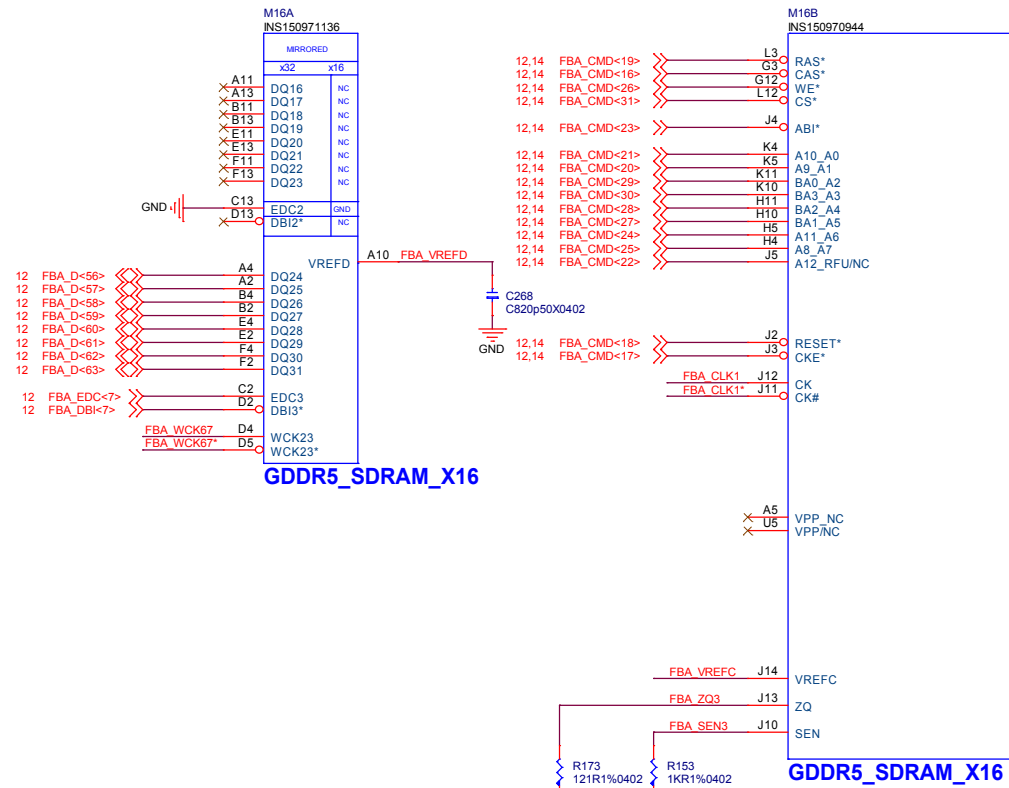 M16A
INS150971136
MIRRORED
x32 x16
A11 DQ16 NC
A13 DQ17 NC
B11 DQ18 NC
B13 DQ19 NC
E11 DQ20 NC
E13 DQ21 NC
F11 DQ22 NC
F13 DQ23 NC
GND C13 EDC2 GND
D13 DBI2* NC
VREFD A10 FBA_VREFD
12 FBA_D<56> A4 DQ24
12 FBA_D<57> A2 DQ25
12 FBA_D<58> B4 DQ26
12 FBA_D<59> B2 DQ27
12 FBA_D<60> E4 DQ28
12 FBA_D<61> E2 DQ29
12 FBA_D<62> F4 DQ30
12 FBA_D<63> F2 DQ31
C268
C820p50X0402
GND
12 FBA_EDC<7> C2 EDC3
12 FBA_DBI<7> D2 DBI3*
FBA_WCK67 D4 WCK23
FBA_WCK67* D5 WCK23*
GDDR5_SDRAM_X16
M16B
INS150970944
12,14 FBA_CMD<19> L3 RAS*
12,14 FBA_CMD<16> G3 CAS*
12,14 FBA_CMD<26> G12 WE*
12,14 FBA_CMD<31> L12 CS*
12,14 FBA_CMD<23> J4 ABI*
12,14 FBA_CMD<21> K4 A10_A0
12,14 FBA_CMD<20> K5 A9_A1
12,14 FBA_CMD<29> K11 BA0_A2
12,14 FBA_CMD<30> K10 BA3_A3
12,14 FBA_CMD<28> H11 BA2_A4
12,14 FBA_CMD<27> H10 BA1_A5
12,14 FBA_CMD<24> H5 A11_A6
12,14 FBA_CMD<25> H4 A8_A7
12,14 FBA_CMD<22> J5 A12_RFU/NC
12,14 FBA_CMD<18> J2 RESET*
12,14 FBA_CMD<17> J3 CKE*
FBA_CLK1 J12 CK
FBA_CLK1* J11 CK#
A5 VPP_NC
U5 VPP/NC
FBA_VREFC J14 VREFC
FBA_ZQ3 J13 ZQ
FBA_SEN3 J10 SEN
R173
121R1%0402
R153
1KR1%0402
GDDR5_SDRAM_X16